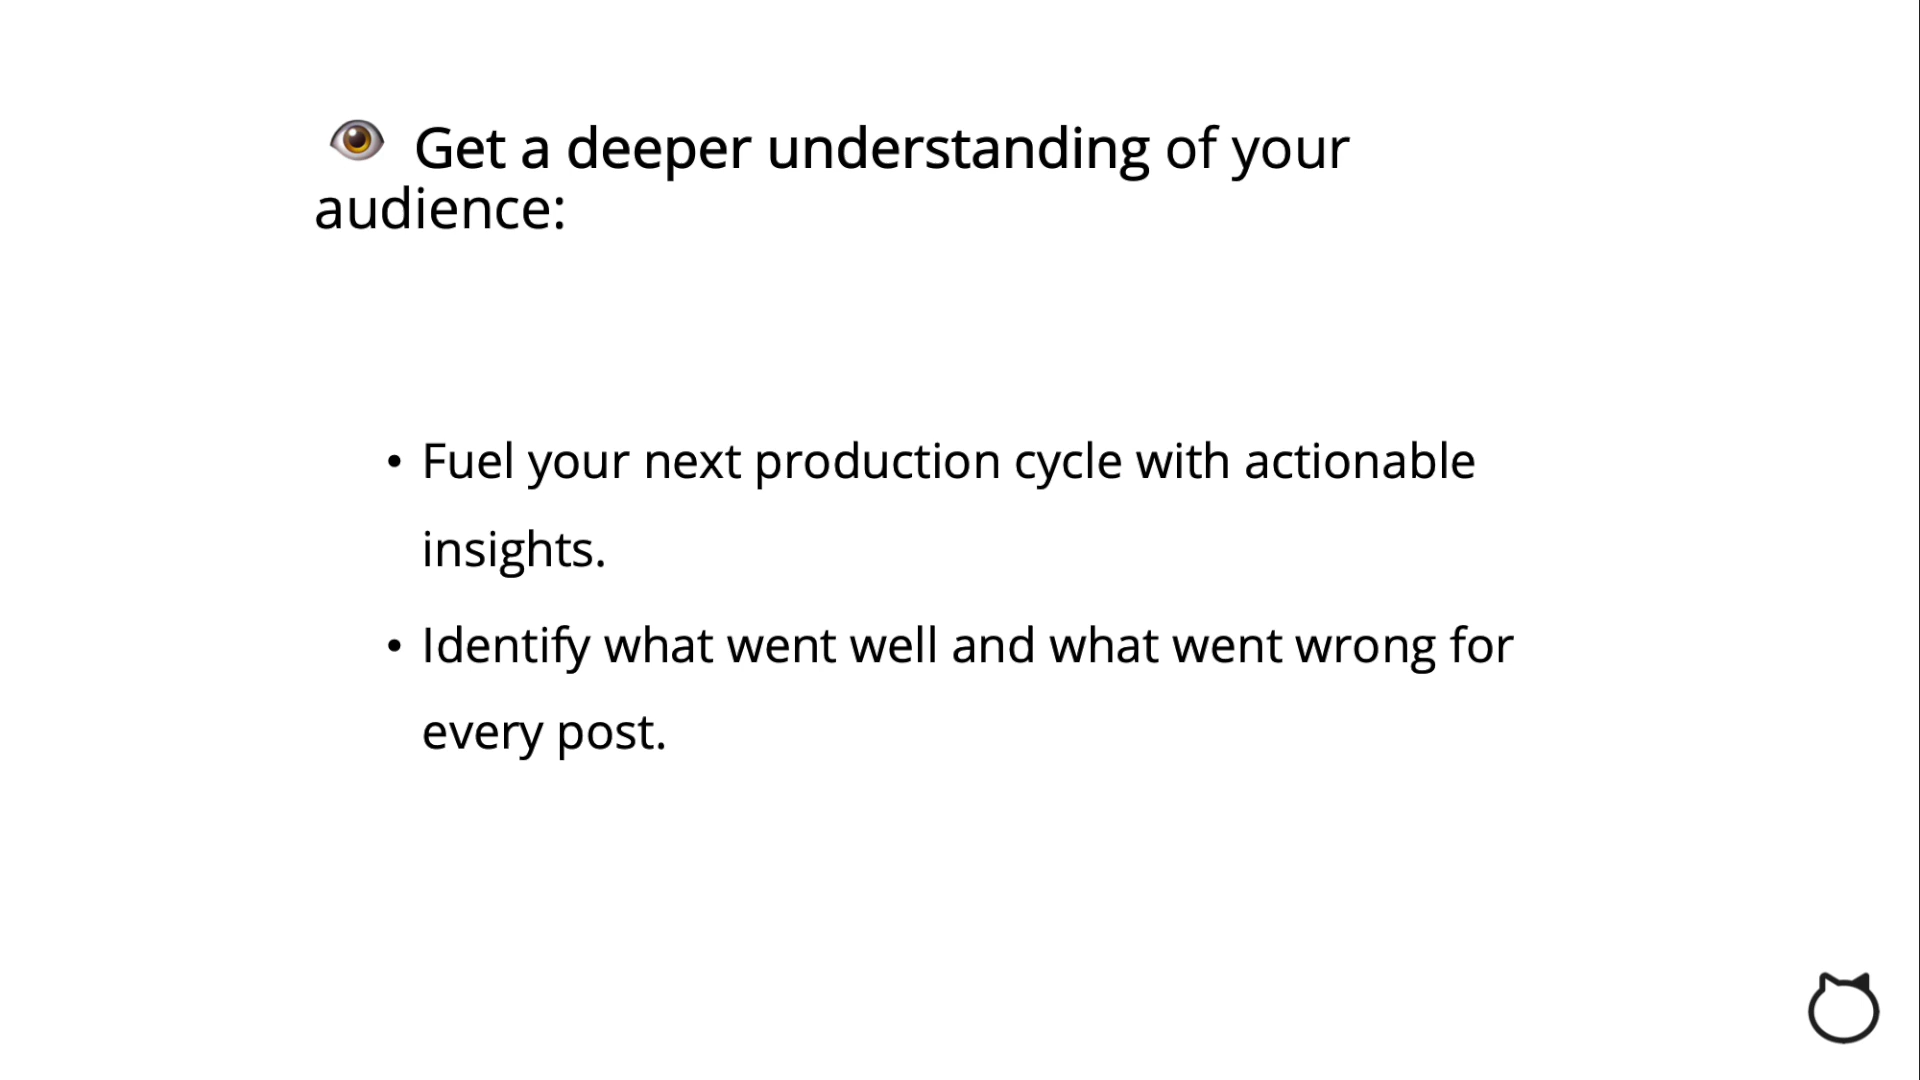 👁️ Get a deeper understanding of your
audience:
• Fuel your next production cycle with actionable
insights.
• Identify what went well and what went wrong for
every post.